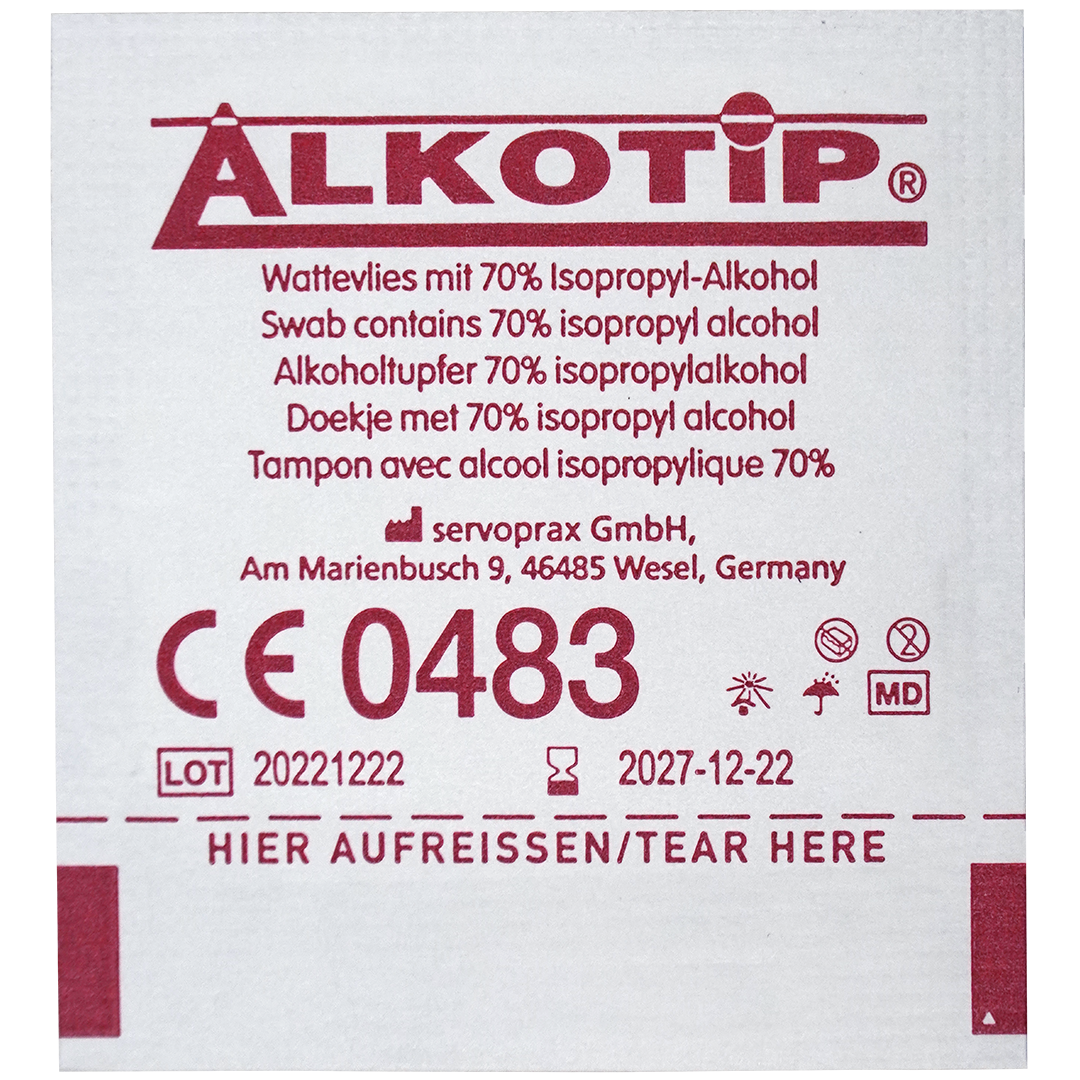 ALKOTiP®
Wattevlies mit 70% Isopropyl-Alkohol
Swab contains 70% isopropyl alcohol
Alkoholtupfer 70% isopropylalkohol
Doekje met 70% isopropyl alcohol
Tampon avec alcool isopropylique 70%
servoprax GmbH,
Am Marienbusch 9, 46485 Wesel, Germany
CE 0483
2
MD
LOT 20221222 2027-12-22
HIER AUFREISSEN/TEAR HERE